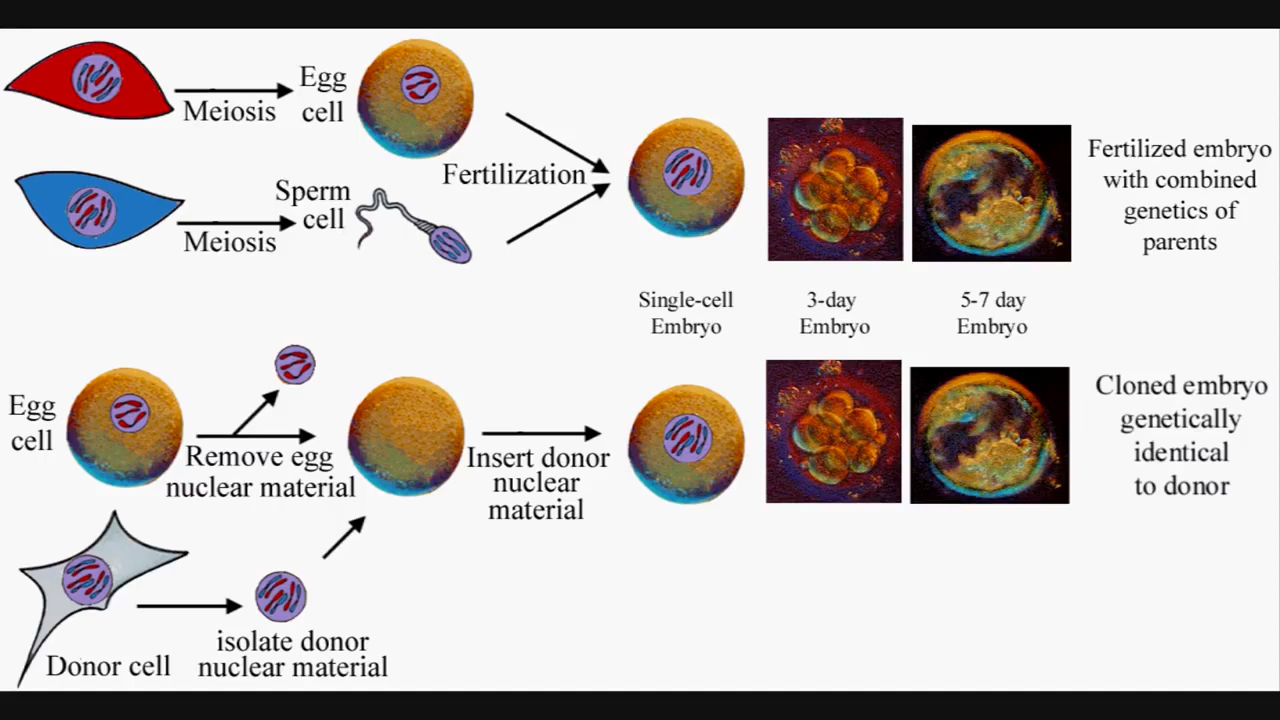 Egg
cell
Meiosis
Sperm
cell
Meiosis
Fertilization
Fertilized embryo
with combined
genetics of
parents
Single-cell
Embryo
3-day
Embryo
5-7 day
Embryo
Egg
cell
Remove egg
nuclear material
Insert donor
nuclear
material
Cloned embryo
genetically
identical
to donor
Donor cell
isolate donor
nuclear material